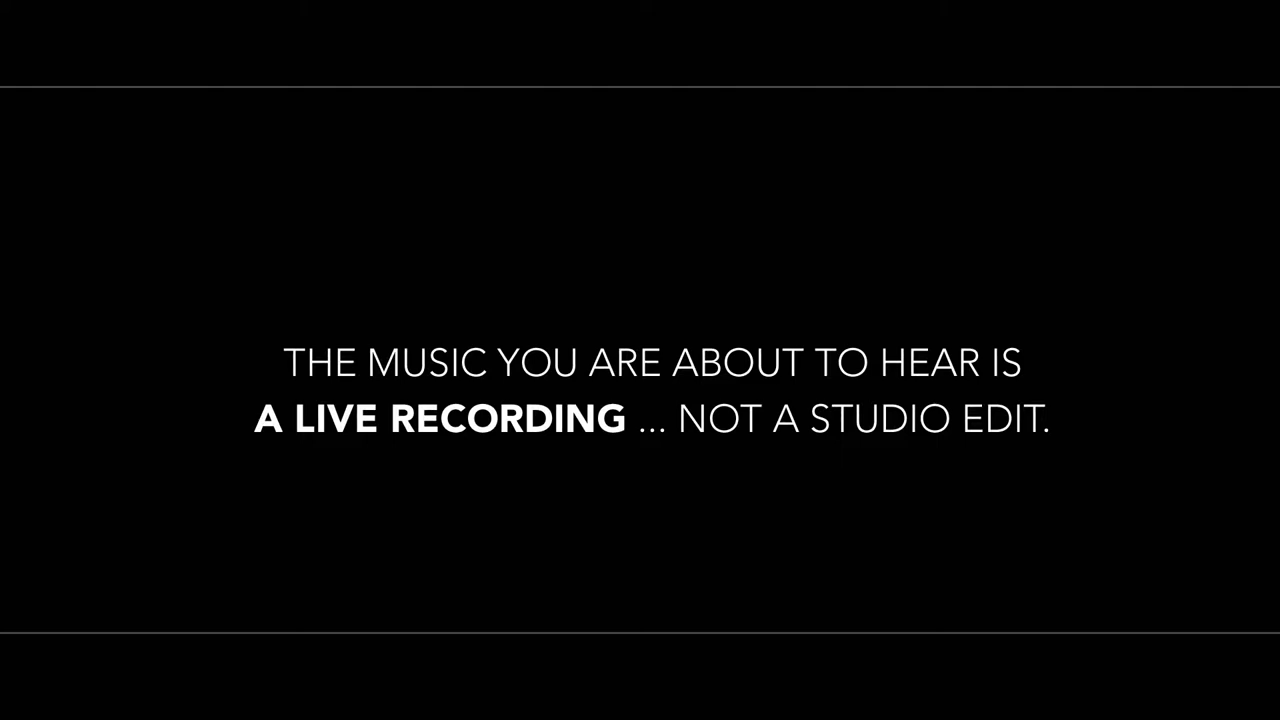 THE MUSIC YOU ARE ABOUT TO HEAR IS
A LIVE RECORDING ... NOT A STUDIO EDIT.